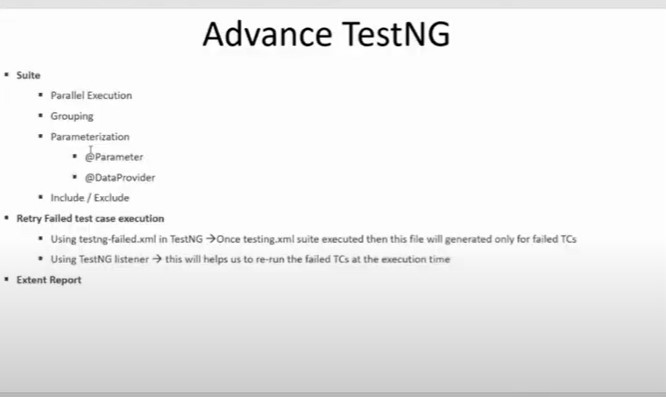 Advance TestNG
▪ Suite
▪ Parallel Execution
▪ Grouping
▪ Parameterization
▪ @Parameter
▪ @DataProvider
▪ Include / Exclude
▪ Retry Failed test case execution
▪ Using testng-failed.xml in TestNG →Once testing.xml suite executed then this file will generated only for failed TCs
▪ Using TestNG listener → this will helps us to re-run the failed TCs at the execution time
▪ Extent Report